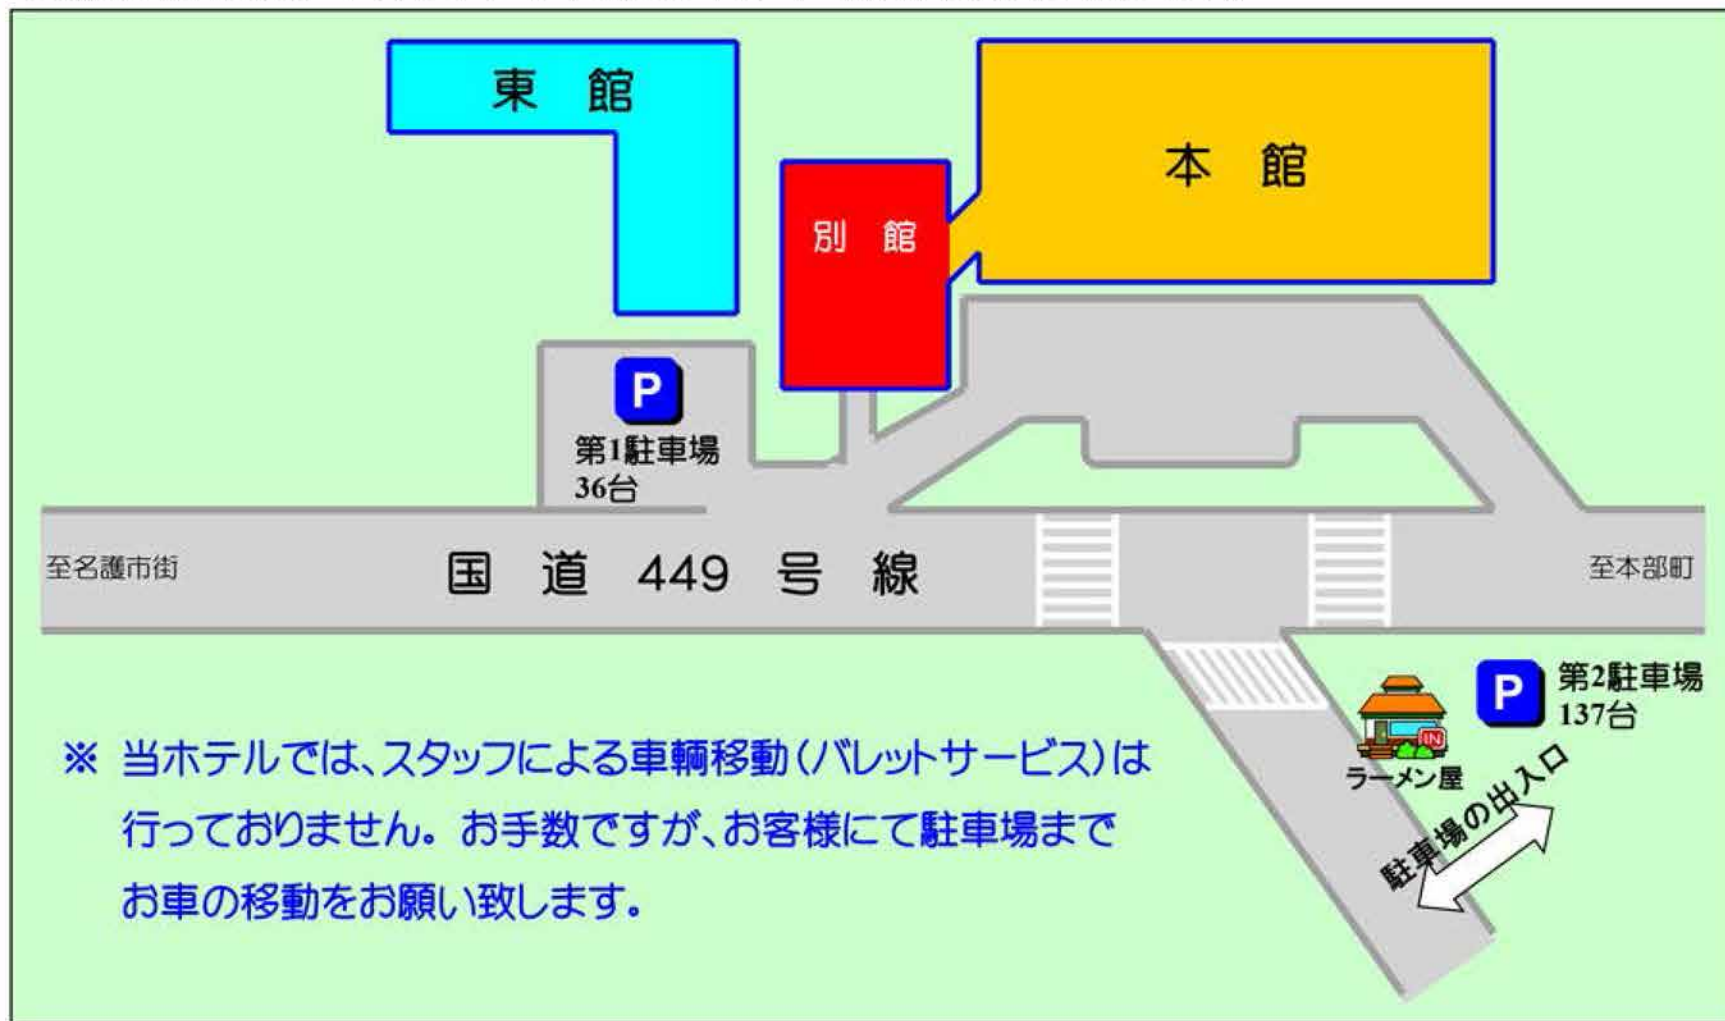 東 館
本 館
別 館
P
第1駐車場
36台
至名護市街
国 道 449 号 線
至本部町
P
第2駐車場
137台
IN
ラーメン屋
駐車場の出入口
※ 当ホテルでは、スタッフによる車輌移動(バレットサービス)は
行っておりません。お手数ですが、お客様にて駐車場まで
お車の移動をお願い致します。